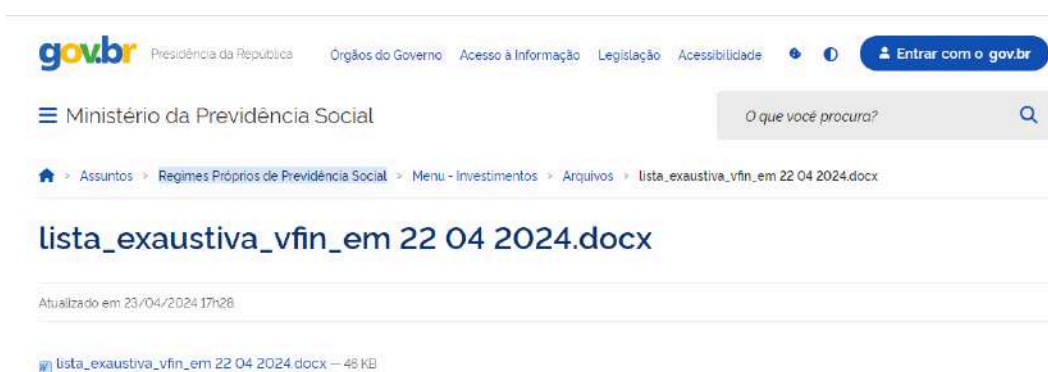 gov.br Presidência da República Órgãos do Governo Acesso à Informação Legislação Acessibilidade Entrar com o gov.br
Ministério da Previdência Social O que você procura?
> Assuntos > Regimes Próprios de Previdência Social > Menu - Investimentos > Arquivos > lista_exaustiva_vfin_em 22 04 2024.docx
lista_exaustiva_vfin_em 22 04 2024.docx
Atualizado em 23/04/2024 17h28
lista_exaustiva_vfin_em 22 04 2024.docx — 46 KB